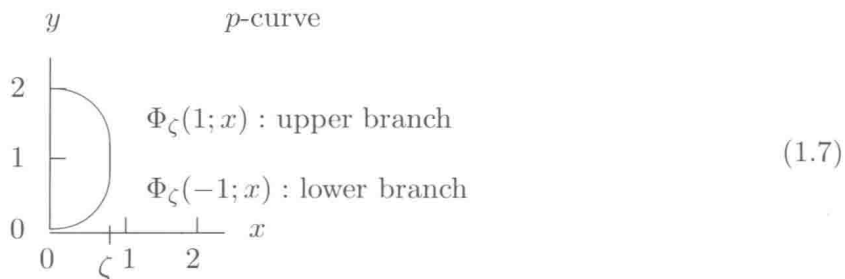 y p-curve
2
Φ_ζ(1; x) : upper branch
1 (1.7)
Φ_ζ(−1; x) : lower branch
0 x
0 ζ 1 2